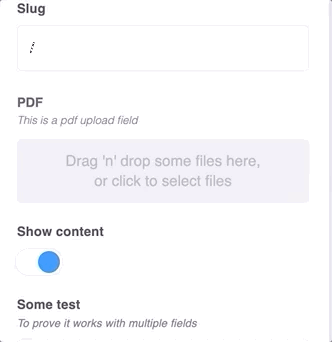 Slug
/
PDF
This is a pdf upload field
Drag 'n' drop some files here,
or click to select files
Show content
Some test
To prove it works with multiple fields